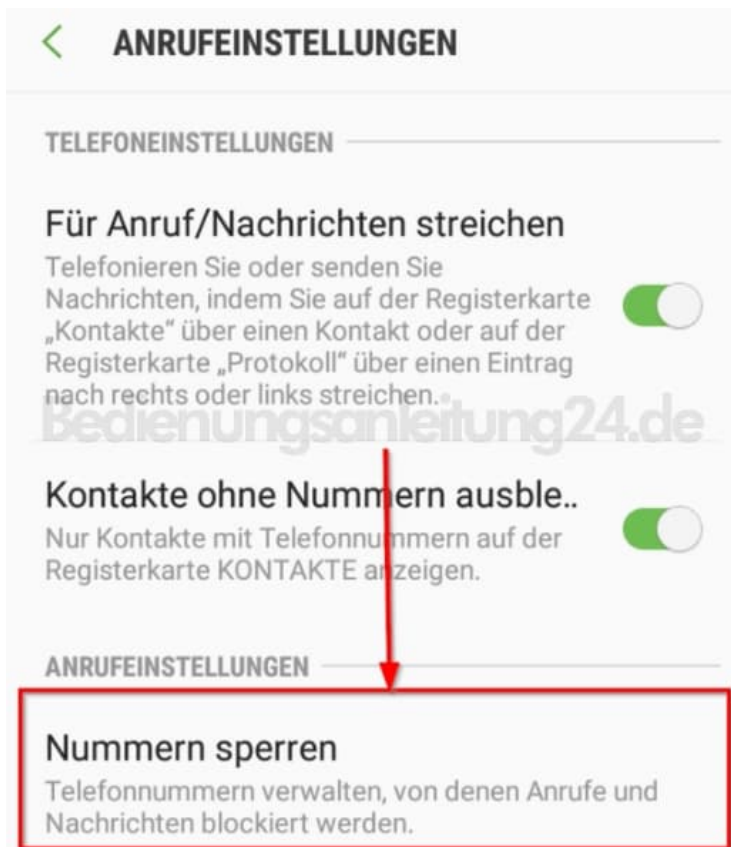 ANRUFEINSTELLUNGEN
TELEFONEINSTELLUNGEN
Für Anruf/Nachrichten streichen
Telefonieren Sie oder senden Sie
Nachrichten, indem Sie auf der Registerkarte
„Kontakte“ über einen Kontakt oder auf der
Registerkarte „Protokoll“ über einen Eintrag
nach rechts oder links streichen.
Bedienungsanleitung24.de
Kontakte ohne Nummern ausble..
Nur Kontakte mit Telefonnummern auf der
Registerkarte KONTAKTE anzeigen.
ANRUFEINSTELLUNGEN
Nummern sperren
Telefonnummern verwalten, von denen Anrufe und
Nachrichten blockiert werden.